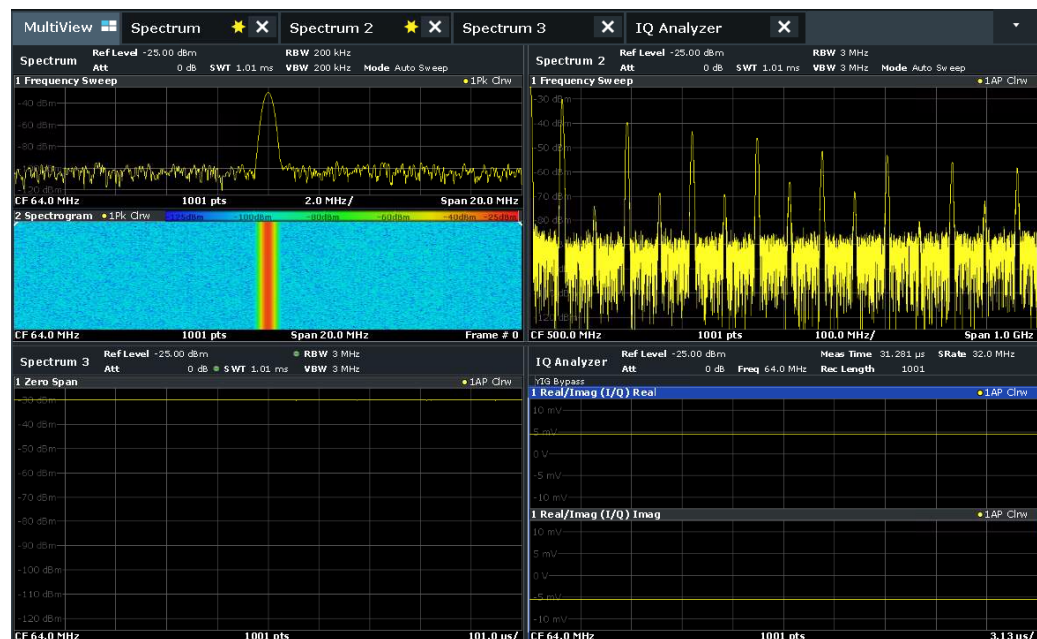 MultiView Spectrum Spectrum 2 Spectrum 3 IQ Analyzer
Spectrum Ref Level -25.00 dBm RBW 200 kHz
Att 0 dB SWT 1.01 ms VBW 200 kHz Mode Auto Sweep
1 Frequency Sweep 1Pk Clrw
-40 dBm
-60 dBm
-80 dBm
CF 64.0 MHz 1001 pts 2.0 MHz/ Span 20.0 MHz
2 Spectrogram 1Pk Clrw -125dBm -100dBm -80dBm -60dBm -40dBm -25dBm
CF 64.0 MHz 1001 pts Span 20.0 MHz Frame # 0
Spectrum 2 Ref Level -25.00 dBm RBW 3 MHz
Att 0 dB SWT 1.01 ms VBW 3 MHz Mode Auto Sweep
1 Frequency Sweep 1AP Clrw
-30 dBm
-40 dBm
-60 dBm
-80 dBm
CF 500.0 MHz 1001 pts 100.0 MHz/ Span 1.0 GHz
Spectrum 3 Ref Level -25.00 dBm RBW 3 MHz
Att 0 dB SWT 1.01 ms VBW 3 MHz
1 Zero Span 1AP Clrw
-30 dBm
-40 dBm
-50 dBm
-60 dBm
-70 dBm
-80 dBm
-100 dBm
-110 dBm
-120 dBm
CF 64.0 MHz 1001 pts 101.0 µs/
IQ Analyzer Ref Level -25.00 dBm Meas Time 31.281 µs SRate 32.0 MHz
Att 0 dB Freq 64.0 MHz Rec Length 1001
YIG Bypass
1 Real/Imag (I/Q) Real 1AP Clrw
10 mV
5 mV
0 V
-5 mV
-10 mV
1 Real/Imag (I/Q) Imag 1AP Clrw
10 mV
5 mV
0 V
-5 mV
-10 mV
CF 64.0 MHz 1001 pts 3.13 µs/